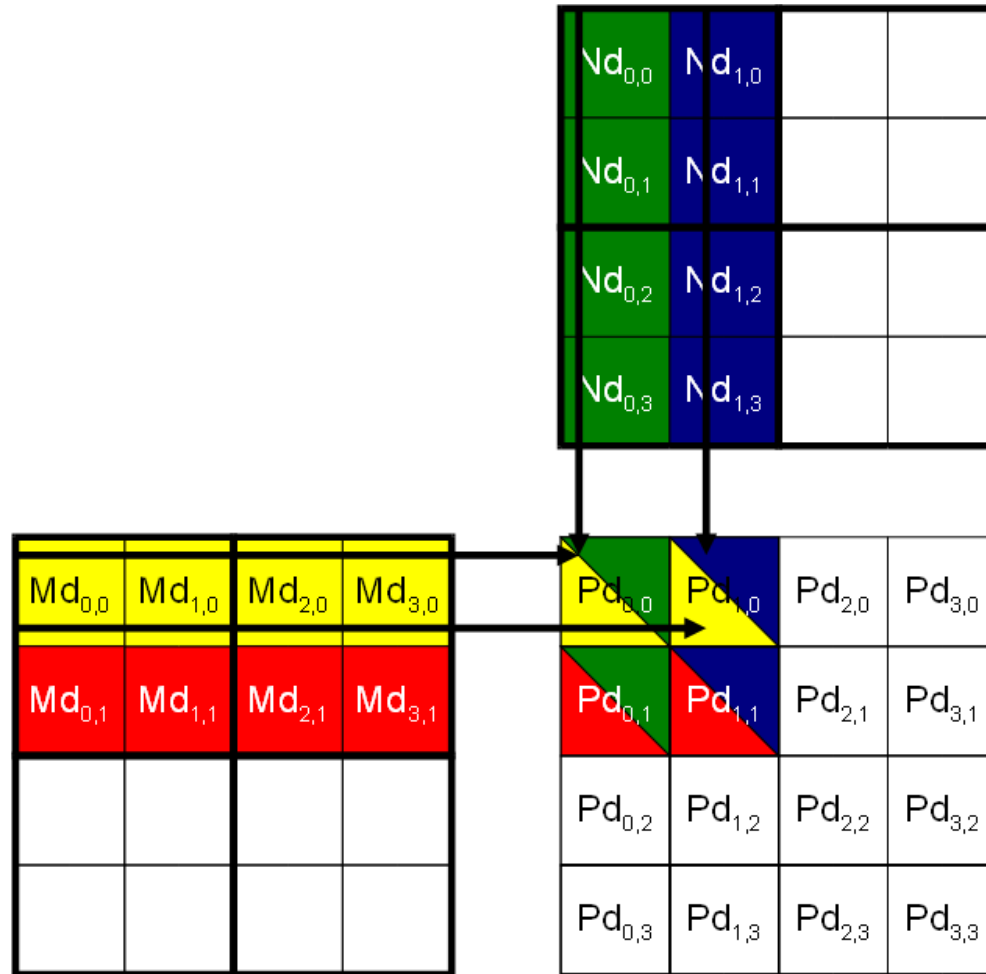 Nd0,0 Nd1,0
Nd0,1 Nd1,1
Nd0,2 Nd1,2
Nd0,3 Nd1,3
Md0,0 Md1,0 Md2,0 Md3,0 Pd0,0 Pd1,0 Pd2,0 Pd3,0
Md0,1 Md1,1 Md2,1 Md3,1 Pd0,1 Pd1,1 Pd2,1 Pd3,1
Pd0,2 Pd1,2 Pd2,2 Pd3,2
Pd0,3 Pd1,3 Pd2,3 Pd3,3